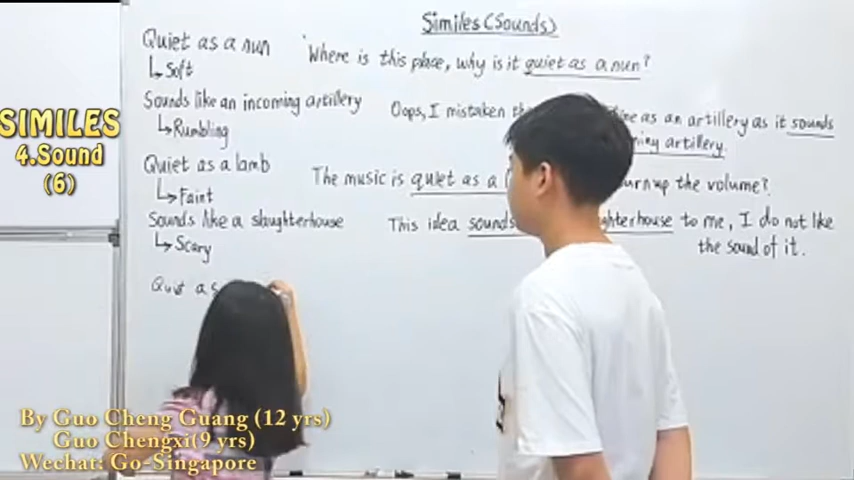 Similes (Sounds)
Quiet as a nun
↳ Soft
"Where is this place, why is it quiet as a nun?
Sounds like an incoming artillery
↳ Rumbling
Oops, I mistaken as an artillery as it sounds
artillery.
Quiet as a lamb
↳ Faint
The music is quiet as a up the volume?
Sounds like a slaughterhouse
↳ Scary
This idea sounds house to me, I do not like
the sound of it.
Quiet as
SIMILES
4.Sound
(6)
By Guo Cheng Guang (12 yrs)
Guo Chengxi(9 yrs)
Wechat: Go-Singapore